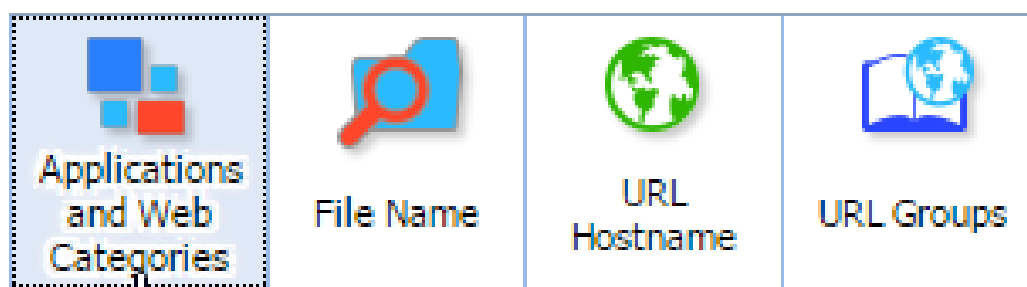 Applications
and Web
Categories
File Name
URL
Hostname
URL Groups